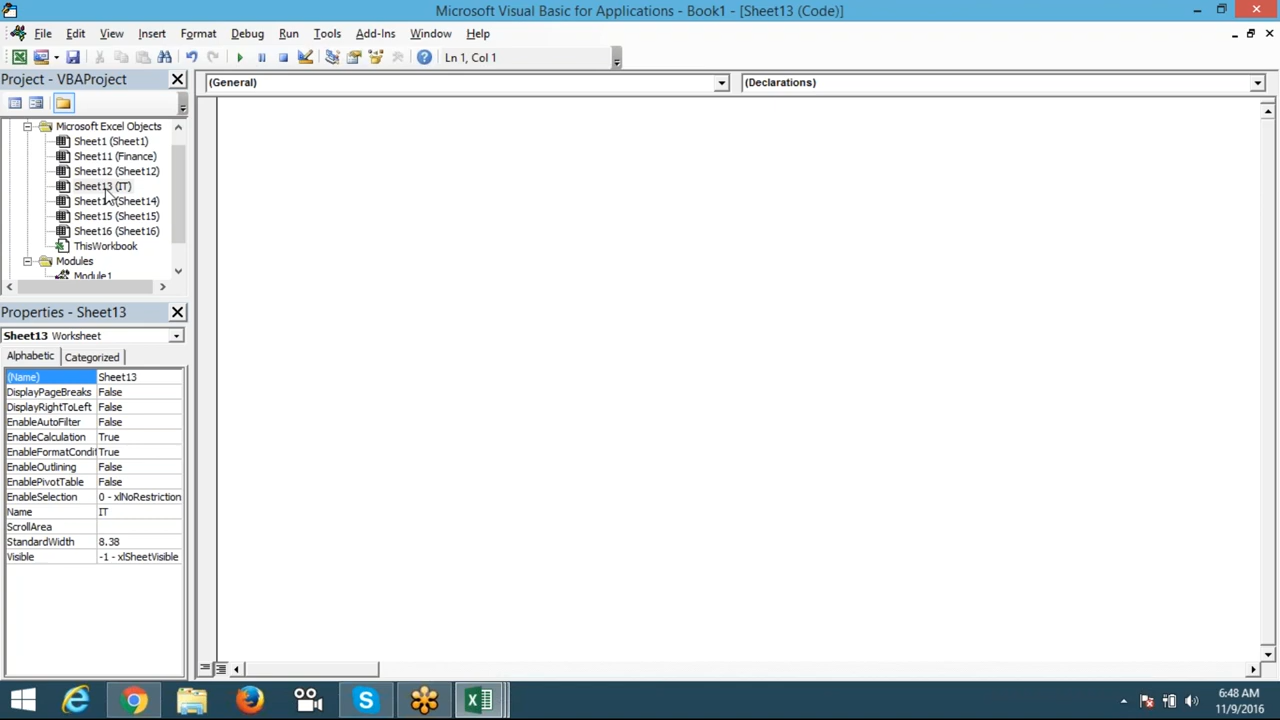 Microsoft Visual Basic for Applications - Book1 - [Sheet13 (Code)]
File Edit View Insert Format Debug Run Tools Add-Ins Window Help
Ln 1, Col 1
Project - VBAProject
(General) (Declarations)
Microsoft Excel Objects
Sheet1 (Sheet1)
Sheet11 (Finance)
Sheet12 (Sheet12)
Sheet13 (IT)
(Sheet14)
Sheet15 (Sheet15)
Sheet16 (Sheet16)
ThisWorkbook
Modules
Module1
Properties - Sheet13
Sheet13 Worksheet
Alphabetic Categorized
(Name) Sheet13
DisplayPageBreaks False
DisplayRightToLeft False
EnableAutoFilter False
EnableCalculation True
EnableFormatCondit True
EnableOutlining False
EnablePivotTable False
EnableSelection 0 - xlNoRestriction
Name IT
ScrollArea
StandardWidth 8.38
Visible -1 - xlSheetVisible
6:48 AM
11/9/2016